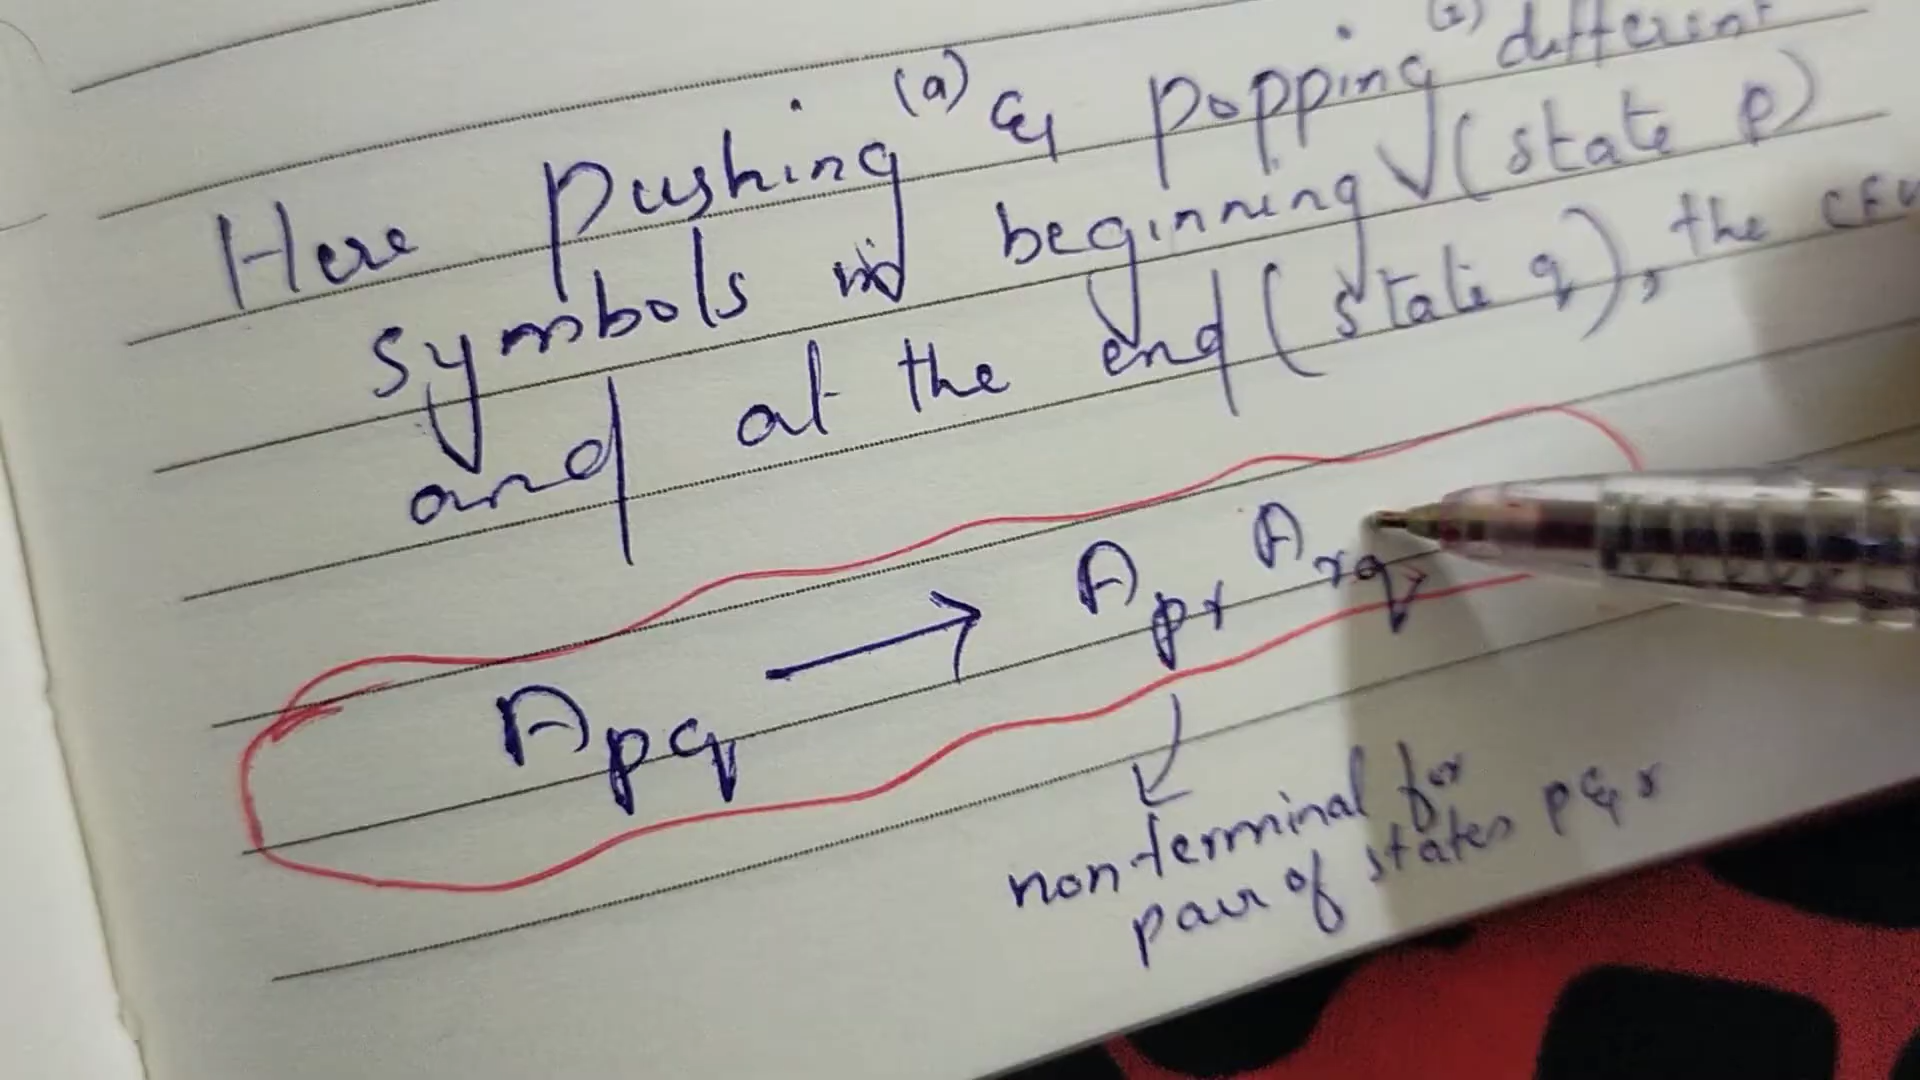 Here pushing (a) & popping (z) different
symbols in beginning (state p)
and at the end (state q), the CFG
Apq → Apr Arq
non-terminal for
pair of states p & r